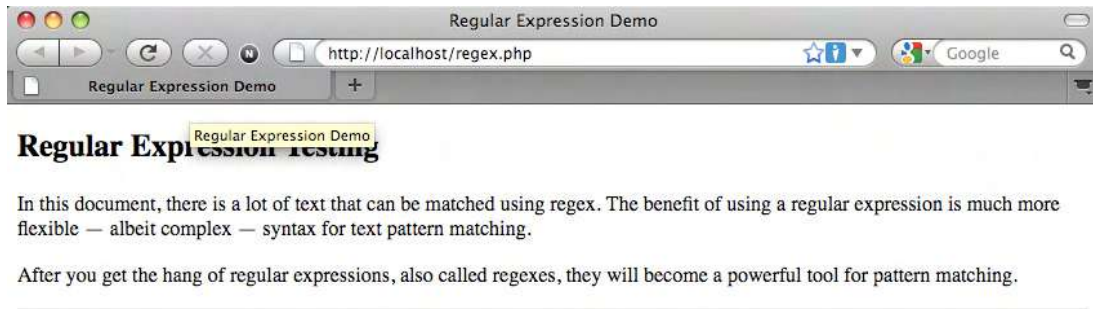 Regular Expression Demo
http://localhost/regex.php
Google
Regular Expression Demo
Regular Expression Demo
Regular Expression Testing
In this document, there is a lot of text that can be matched using regex. The benefit of using a regular expression is much more
flexible — albeit complex — syntax for text pattern matching.
After you get the hang of regular expressions, also called regexes, they will become a powerful tool for pattern matching.